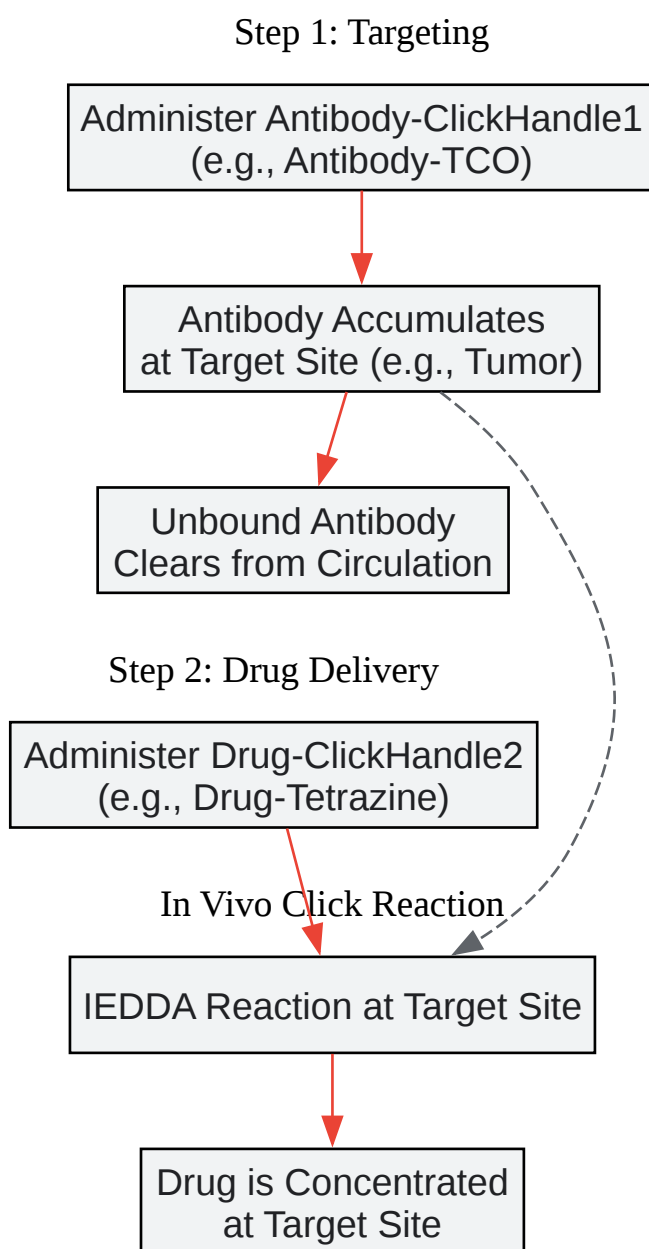 Step 1: Targeting
Administer Antibody-ClickHandle1
(e.g., Antibody-TCO)
Antibody Accumulates
at Target Site (e.g., Tumor)
Unbound Antibody
Clears from Circulation
Step 2: Drug Delivery
Administer Drug-ClickHandle2
(e.g., Drug-Tetrazine)
In Vivo Click Reaction
IEDDA Reaction at Target Site
Drug is Concentrated
at Target Site